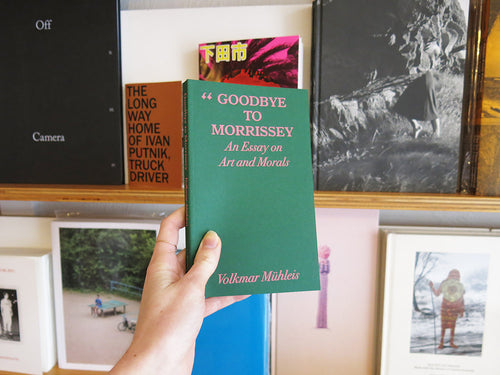 Off
Camera
THE
LONG
WAY
HOME
OF IVAN
PUTNIK,
TRUCK
DRIVER
下田市
“ GOODBYE
TO
MORRISSEY
An Essay on
Art and Morals
Volkmar Mühleis